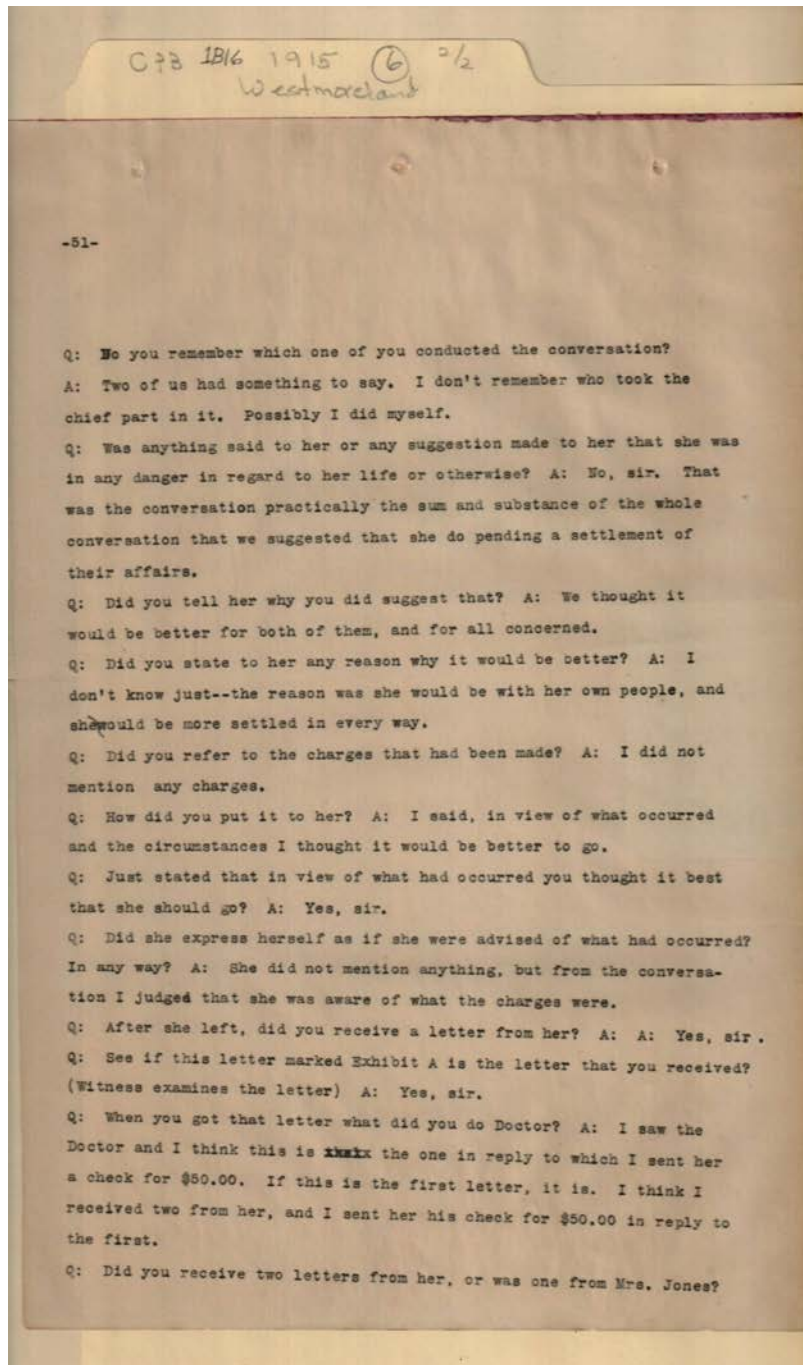 C73 1B16 1915 6 2/2
Westmoreland
-51-
Q: Do you remember which one of you conducted the conversation?
A: Two of us had something to say. I don't remember who took the
chief part in it. Possibly I did myself.
Q: Was anything said to her or any suggestion made to her that she was
in any danger in regard to her life or otherwise? A: No, sir. That
was the conversation practically the sum and substance of the whole
conversation that we suggested that she do pending a settlement of
their affairs.
Q: Did you tell her why you did suggest that? A: We thought it
would be better for both of them, and for all concerned.
Q: Did you state to her any reason why it would be better? A: I
don't know just--the reason was she would be with her own people, and
she would be more settled in every way.
Q: Did you refer to the charges that had been made? A: I did not
mention any charges.
Q: How did you put it to her? A: I said, in view of what occurred
and the circumstances I thought it would be better to go.
Q: Just stated that in view of what had occurred you thought it best
that she should go? A: Yes, sir.
Q: Did she express herself as if she were advised of what had occurred?
In any way? A: She did not mention anything, but from the conversa-
tion I judged that she was aware of what the charges were.
Q: After she left, did you receive a letter from her? A: A: Yes, sir.
Q: See if this letter marked Exhibit A is the letter that you received?
(Witness examines the letter) A: Yes, sir.
Q: When you got that letter what did you do Doctor? A: I saw the
Doctor and I think this is the one in reply to which I sent her
a check for $50.00. If this is the first letter, it is. I think I
received two from her, and I sent her his check for $50.00 in reply to
the first.
Q: Did you receive two letters from her, or was one from Mrs. Jones?